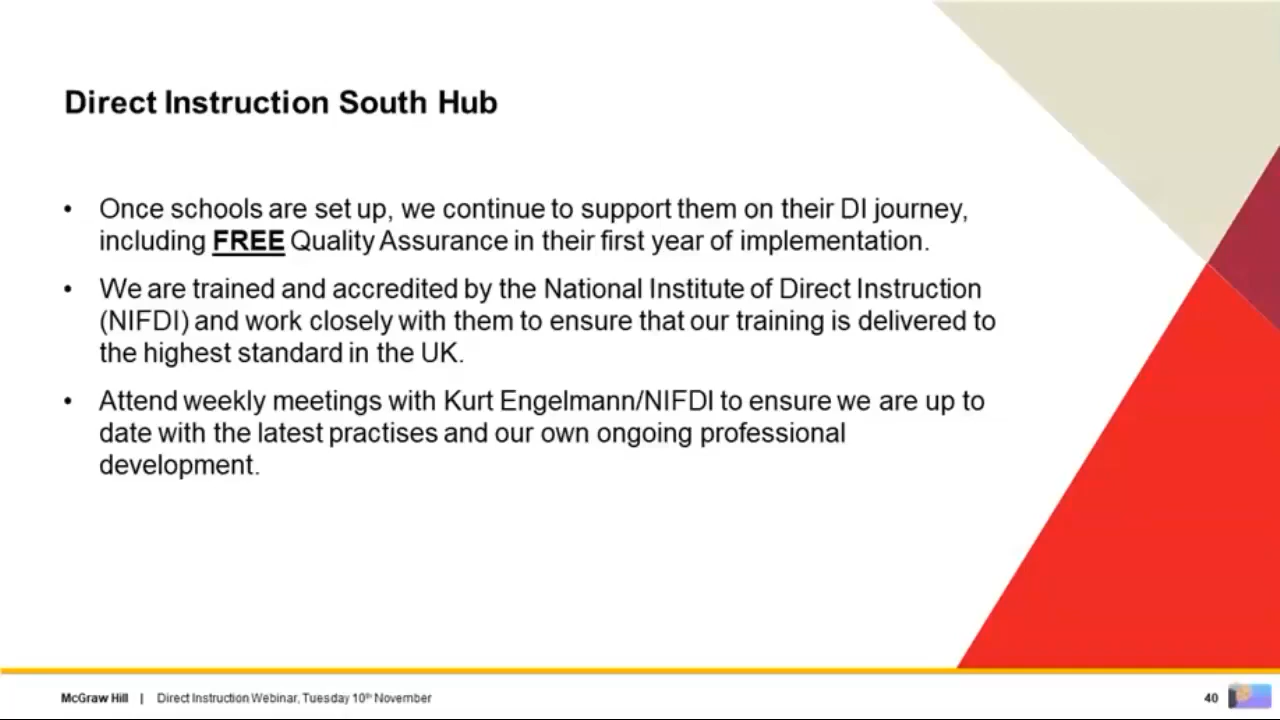 Direct Instruction South Hub
• Once schools are set up, we continue to support them on their DI journey,
including FREE Quality Assurance in their first year of implementation.
• We are trained and accredited by the National Institute of Direct Instruction
(NIFDI) and work closely with them to ensure that our training is delivered to
the highest standard in the UK.
• Attend weekly meetings with Kurt Engelmann/NIFDI to ensure we are up to
date with the latest practises and our own ongoing professional
development.
McGraw Hill | Direct Instruction Webinar, Tuesday 10th November 40